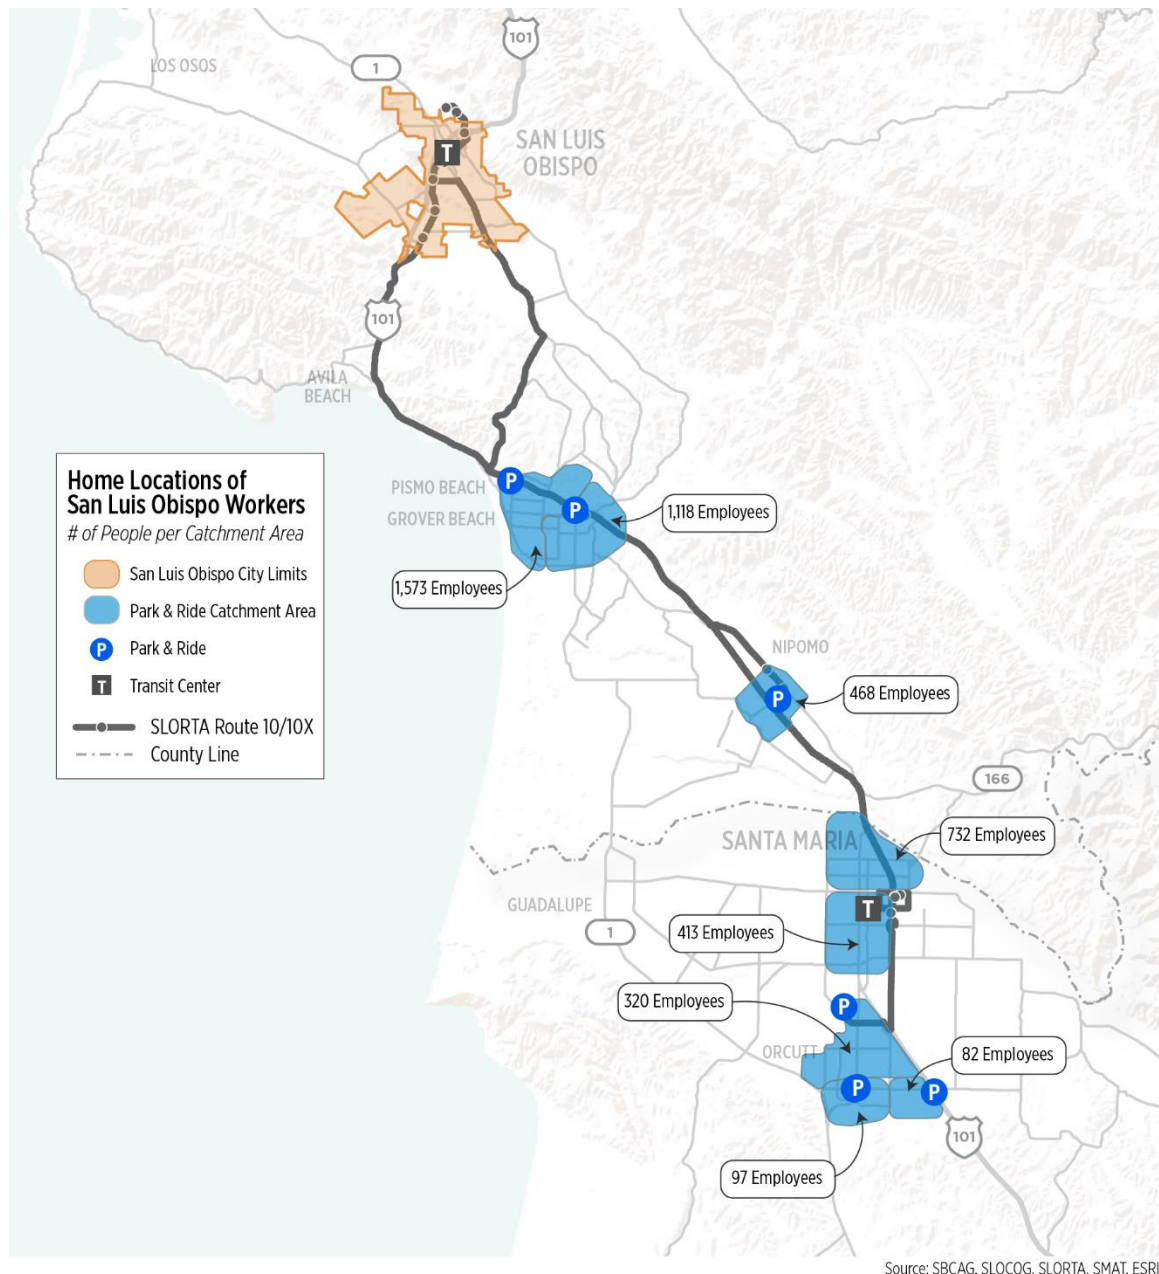 101
LOS OSOS
1
SAN LUIS
OBISPO
T
101
AVILA
BEACH
Home Locations of
San Luis Obispo Workers
# of People per Catchment Area
San Luis Obispo City Limits
Park & Ride Catchment Area
P Park & Ride
T Transit Center
SLORTA Route 10/10X
County Line
PISMO BEACH
P
GROVER BEACH
P
1,118 Employees
1,573 Employees
NIPOMO
468 Employees
P
166
SANTA MARIA
732 Employees
GUADALUPE
T
1
413 Employees
320 Employees
P
ORCUTT
82 Employees
P
P
101
97 Employees
Source: SBCAG, SLOCOG, SLORTA, SMAT, ESRI